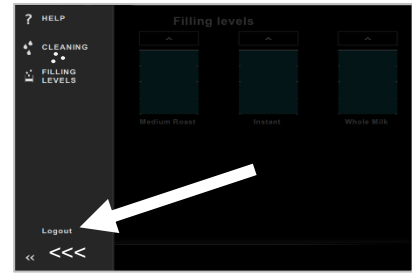 ? HELP
Filling levels
CLEANING
FILLING
LEVELS
Medium Roast
Instant
Whole Milk
Logout
« <<<